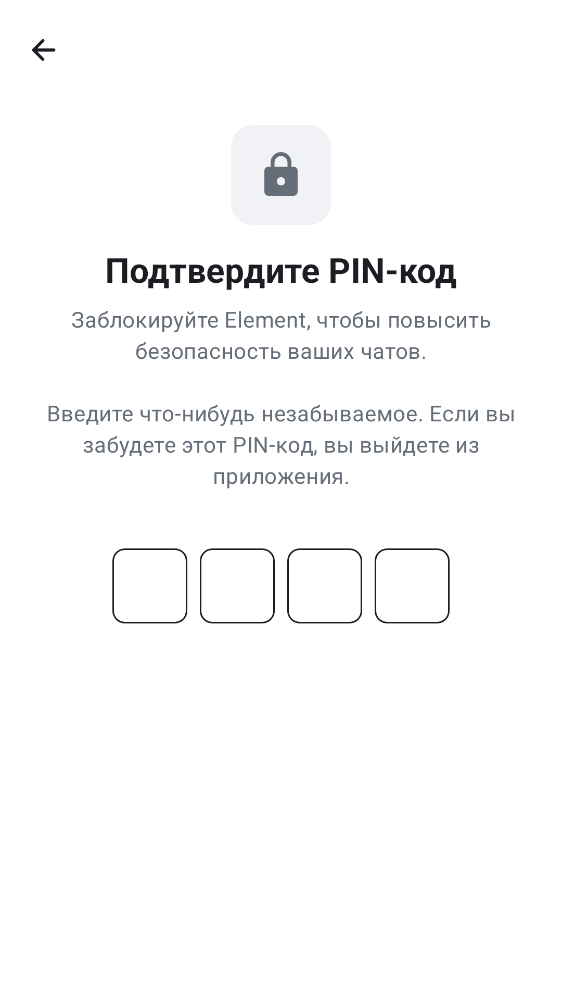 Подтвердите PIN-код
Заблокируйте Element, чтобы повысить
безопасность ваших чатов.
Введите что-нибудь незабываемое. Если вы
забудете этот PIN-код, вы выйдете из
приложения.